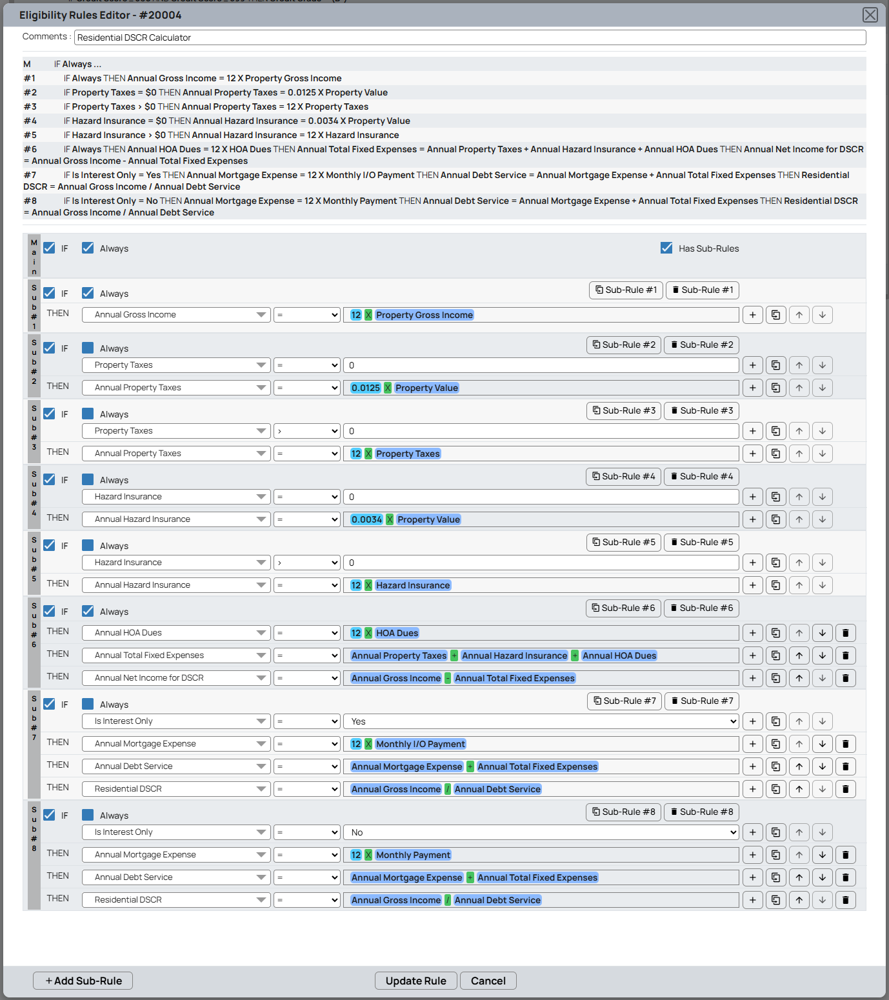 Eligibility Rules Editor - #20004
Comments : Residential DSCR Calculator
M IF Always ...
#1 IF Always THEN Annual Gross Income = 12 X Property Gross Income
#2 IF Property Taxes = $0 THEN Annual Property Taxes = 0.0125 X Property Value
#3 IF Property Taxes > $0 THEN Annual Property Taxes = 12 X Property Taxes
#4 IF Hazard Insurance = $0 THEN Annual Hazard Insurance = 0.0034 X Property Value
#5 IF Hazard Insurance > $0 THEN Annual Hazard Insurance = 12 X Hazard Insurance
#6 IF Always THEN Annual HOA Dues = 12 X HOA Dues THEN Annual Total Fixed Expenses = Annual Property Taxes + Annual Hazard Insurance + Annual HOA Dues THEN Annual Net Income for DSCR
= Annual Gross Income - Annual Total Fixed Expenses
#7 IF Is Interest Only = Yes THEN Annual Mortgage Expense = 12 X Monthly I/O Payment THEN Annual Debt Service = Annual Mortgage Expense + Annual Total Fixed Expenses THEN Residential
DSCR = Annual Gross Income / Annual Debt Service
#8 IF Is Interest Only = No THEN Annual Mortgage Expense = 12 X Monthly Payment THEN Annual Debt Service = Annual Mortgage Expense + Annual Total Fixed Expenses THEN Residential DSCR
= Annual Gross Income / Annual Debt Service
Main IF Always Has Sub-Rules
Sub#1 IF Always Sub-Rule #1 Sub-Rule #1
THEN Annual Gross Income = 12 X Property Gross Income +
Sub#2 IF Always Sub-Rule #2 Sub-Rule #2
Property Taxes = 0 +
THEN Annual Property Taxes = 0.0125 X Property Value +
Sub#3 IF Always Sub-Rule #3 Sub-Rule #3
Property Taxes > 0 +
THEN Annual Property Taxes = 12 X Property Taxes +
Sub#4 IF Always Sub-Rule #4 Sub-Rule #4
Hazard Insurance = 0 +
THEN Annual Hazard Insurance = 0.0034 X Property Value +
Sub#5 IF Always Sub-Rule #5 Sub-Rule #5
Hazard Insurance > 0 +
THEN Annual Hazard Insurance = 12 X Hazard Insurance +
Sub#6 IF Always Sub-Rule #6 Sub-Rule #6
THEN Annual HOA Dues = 12 X HOA Dues +
THEN Annual Total Fixed Expenses = Annual Property Taxes + Annual Hazard Insurance + Annual HOA Dues +
THEN Annual Net Income for DSCR = Annual Gross Income - Annual Total Fixed Expenses +
Sub#7 IF Always Sub-Rule #7 Sub-Rule #7
Is Interest Only = Yes +
THEN Annual Mortgage Expense = 12 X Monthly I/O Payment +
THEN Annual Debt Service = Annual Mortgage Expense + Annual Total Fixed Expenses +
THEN Residential DSCR = Annual Gross Income / Annual Debt Service +
Sub#8 IF Always Sub-Rule #8 Sub-Rule #8
Is Interest Only = No +
THEN Annual Mortgage Expense = 12 X Monthly Payment +
THEN Annual Debt Service = Annual Mortgage Expense + Annual Total Fixed Expenses +
THEN Residential DSCR = Annual Gross Income / Annual Debt Service +
+ Add Sub-Rule Update Rule Cancel